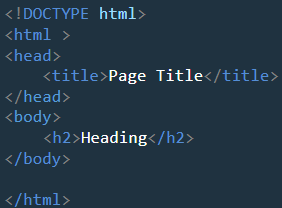 <!DOCTYPE html>
<html >
<head>
    <title>Page Title</title>
</head>
<body>
    <h2>Heading</h2>
</body>

</html>